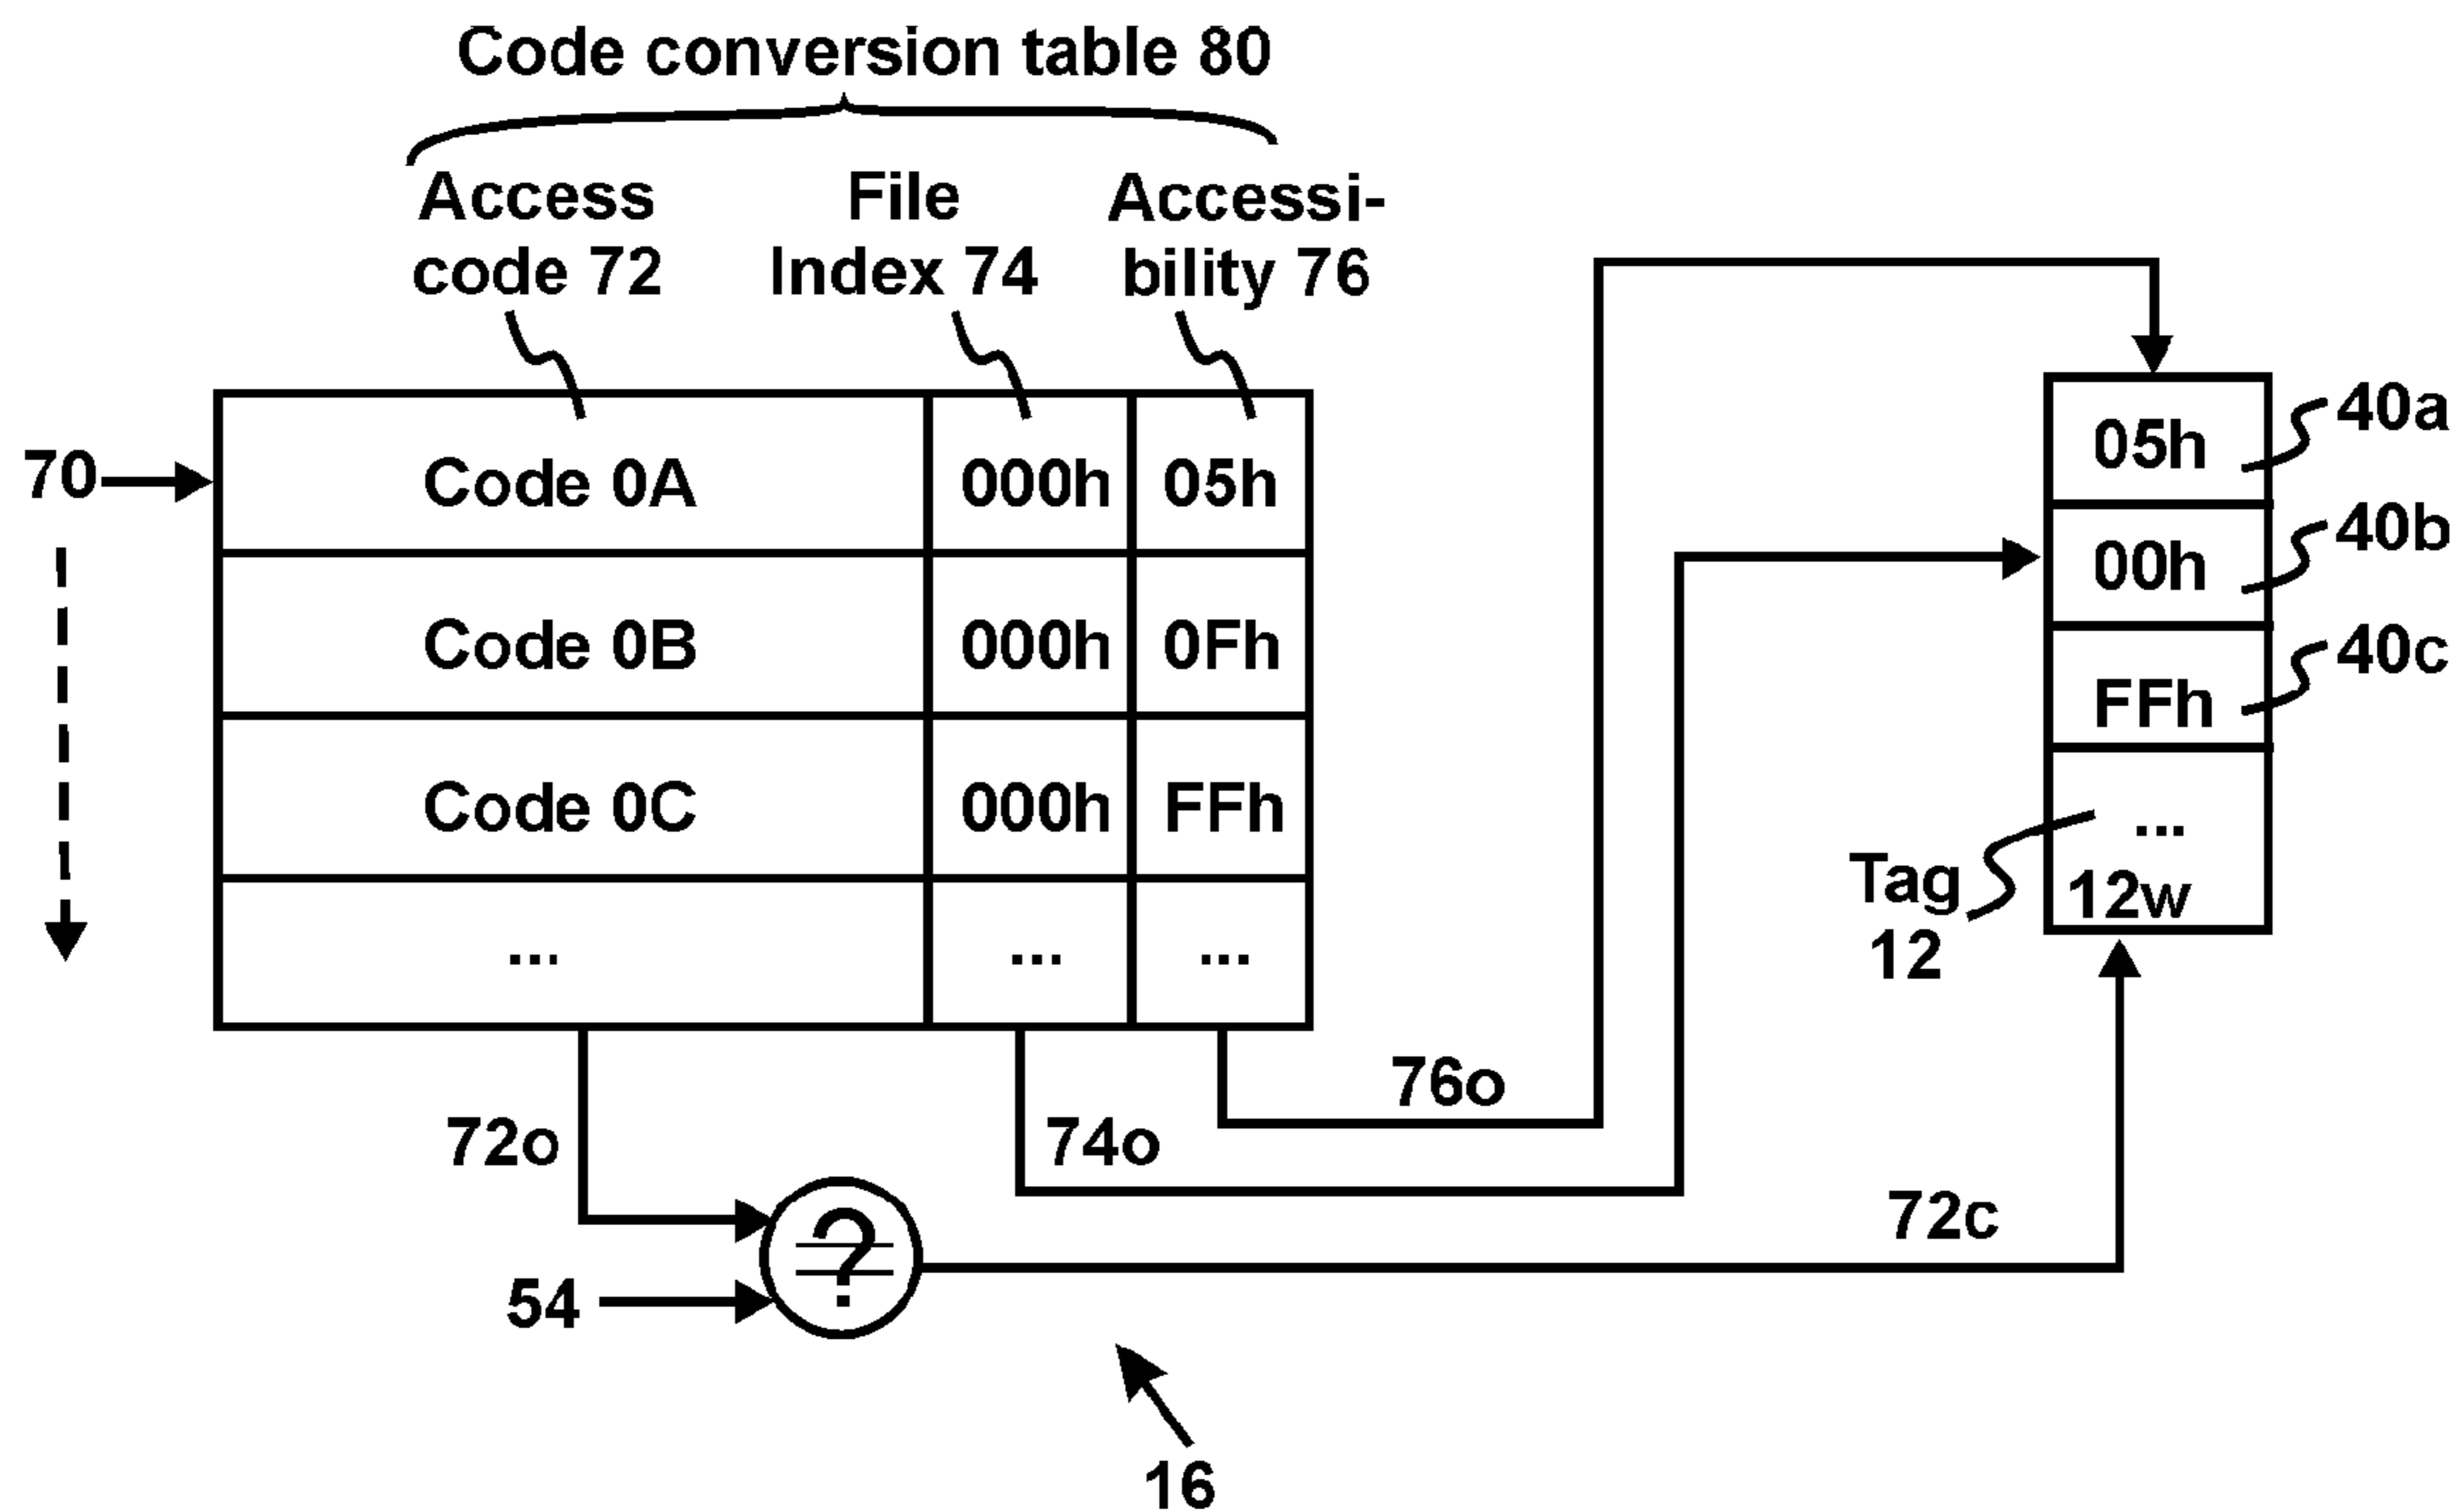 Code conversion table 80
Access code 72
File Index 74
Accessi-
bility 76
70
Code 0A 000h 05h
Code 0B 000h 0Fh
Code 0C 000h FFh
... ... ...
05h
40a
00h
40b
FFh
40c
...
12w
Tag
12
72o
74o
76o
72c
54
?
=
16